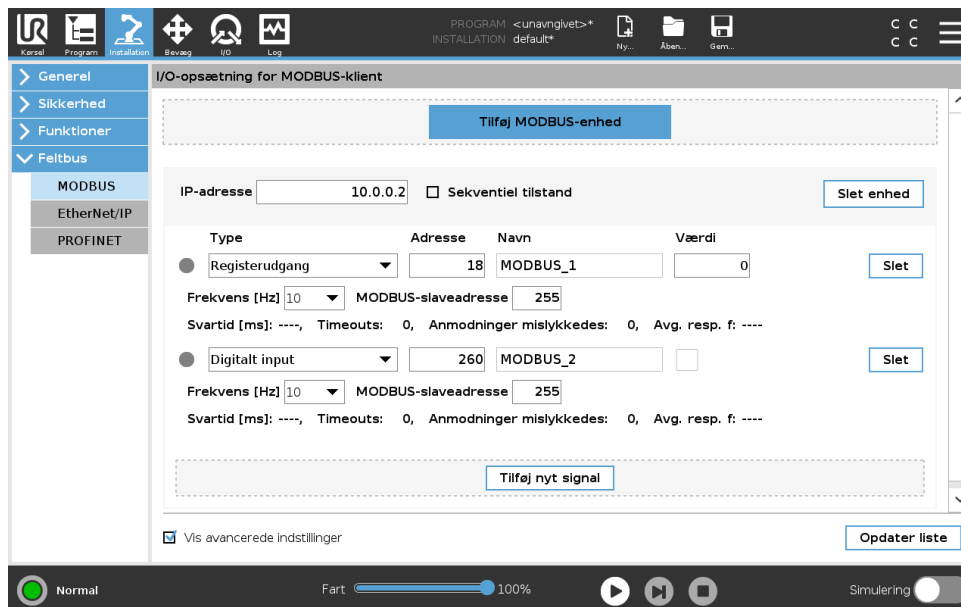 PROGRAM <unavngivet>*
INSTALLATION default*
UR
Kørsel Program Installation Bevæg I/O Log Ny... Åben... Gem...
C C
C C
Generel
Sikkerhed
Funktioner
Feltbus
MODBUS
EtherNet/IP
PROFINET
I/O-opsætning for MODBUS-klient
Tilføj MODBUS-enhed
IP-adresse 10.0.0.2 Sekventiel tilstand Slet enhed
Type Adresse Navn Værdi
Registerudgang 18 MODBUS_1 0 Slet
Frekvens [Hz] 10 MODBUS-slaveadresse 255
Svartid [ms]: ----, Timeouts: 0, Anmodninger mislykkedes: 0, Avg. resp. f: ----
Digitalt input 260 MODBUS_2 Slet
Frekvens [Hz] 10 MODBUS-slaveadresse 255
Svartid [ms]: ----, Timeouts: 0, Anmodninger mislykkedes: 0, Avg. resp. f: ----
Tilføj nyt signal
Vis avancerede indstillinger Opdater liste
Normal Fart 100% Simulering